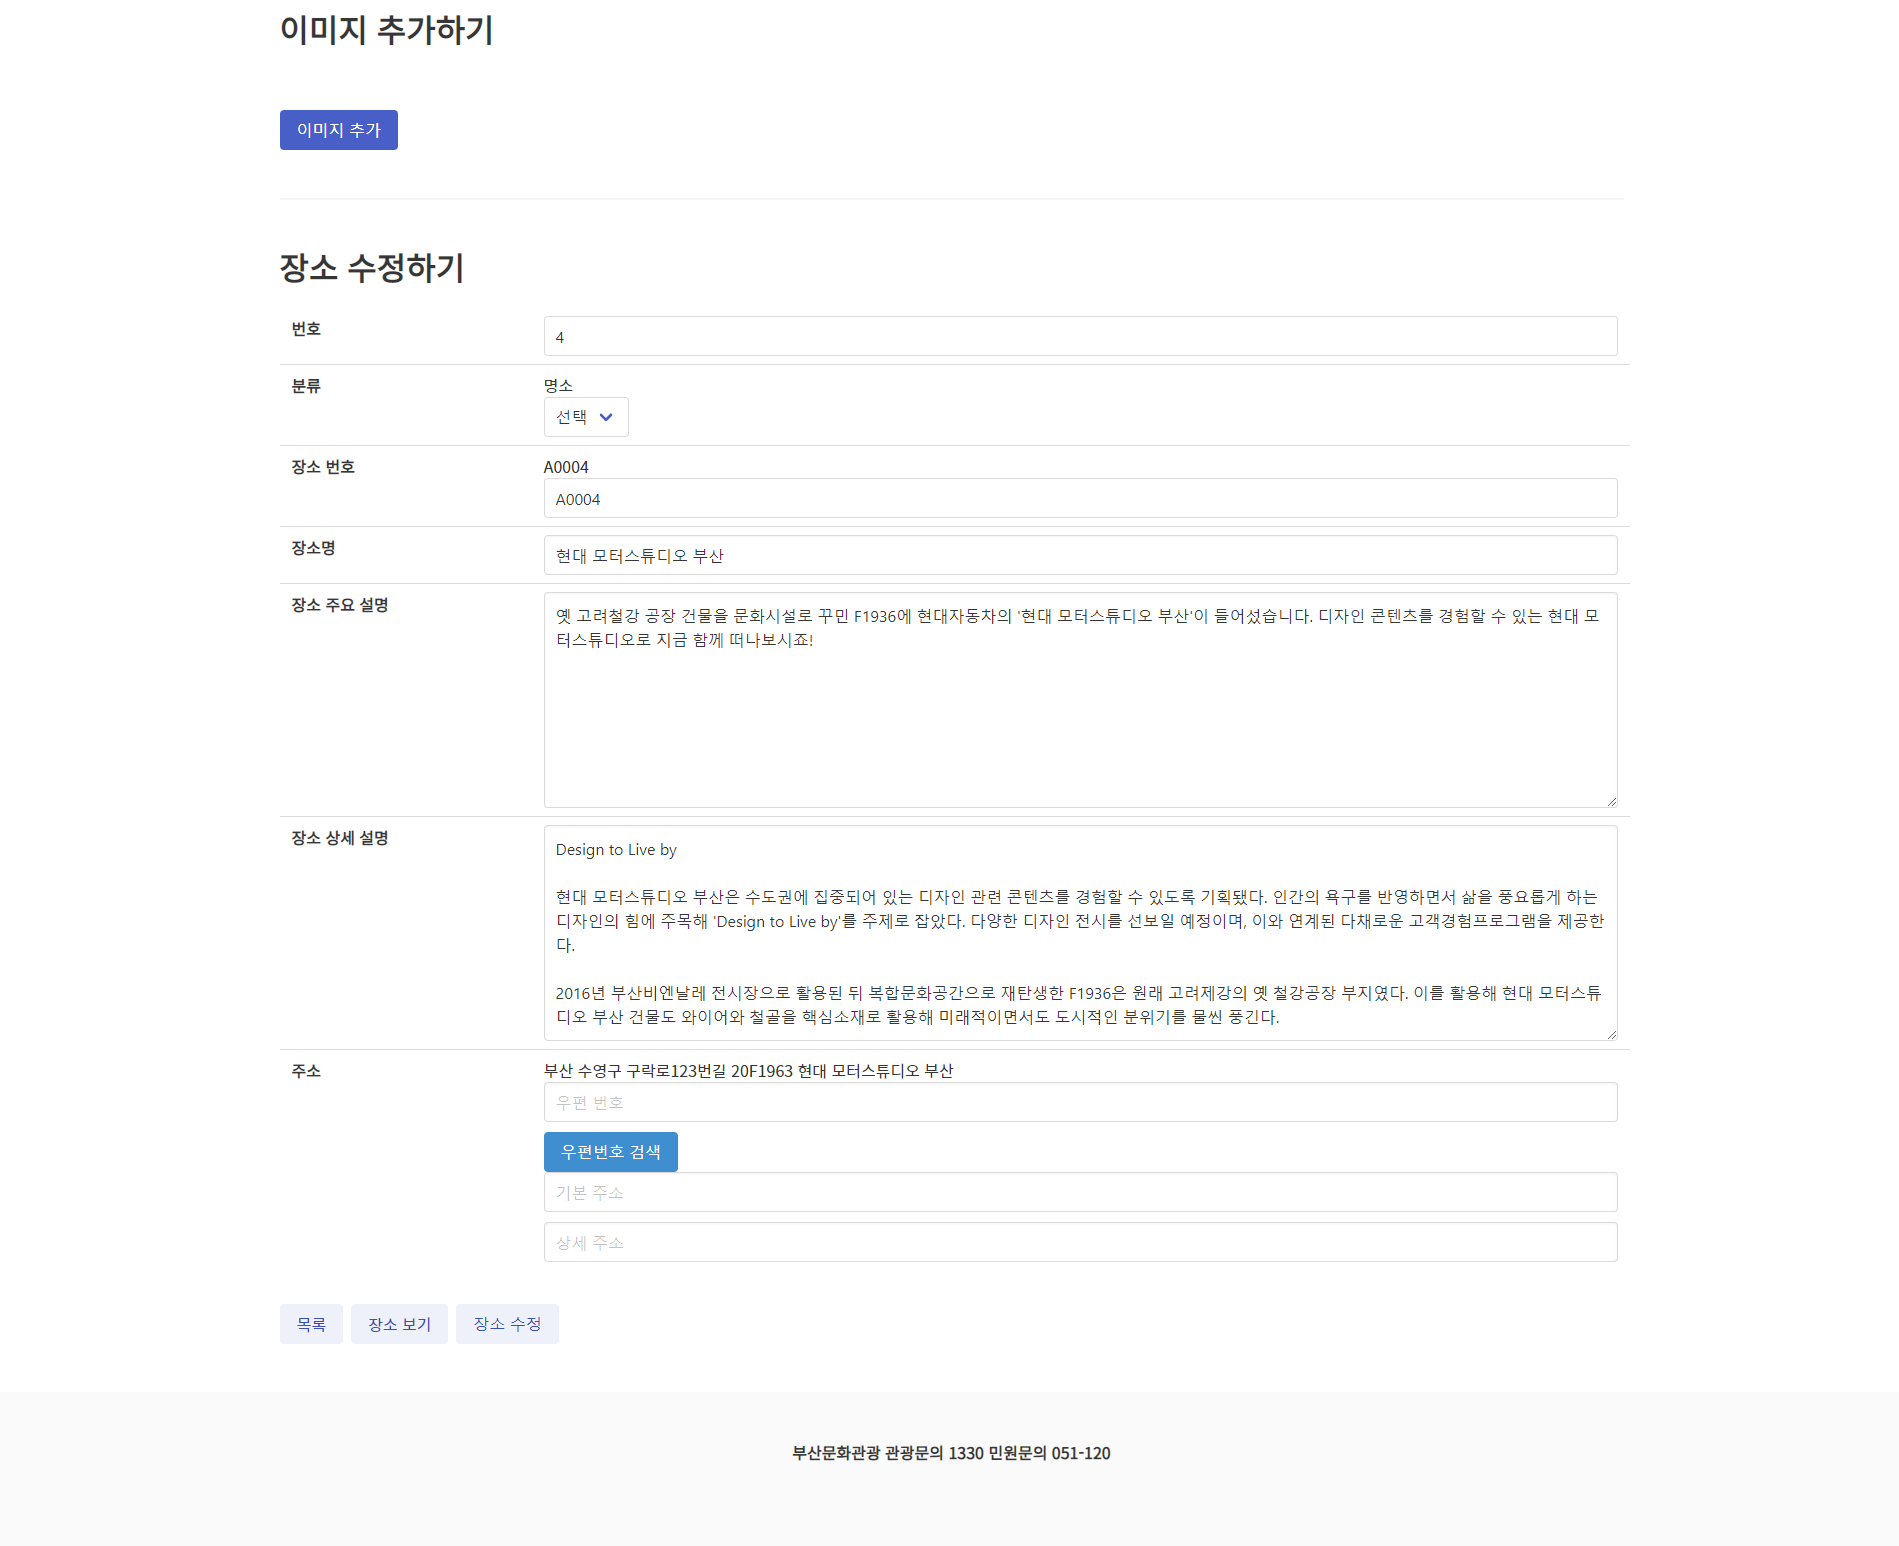 이미지 추가하기
이미지 추가
장소 수정하기
번호
4
분류
명소
선택
장소 번호
A0004
A0004
장소명
현대 모터스튜디오 부산
장소 주요 설명
옛 고려철강 공장 건물을 문화시설로 꾸민 F1936에 현대자동차의 '현대 모터스튜디오 부산'이 들어섰습니다. 디자인 콘텐츠를 경험할 수 있는 현대 모
터스튜디오로 지금 함께 떠나보시죠!
장소 상세 설명
Design to Live by
현대 모터스튜디오 부산은 수도권에 집중되어 있는 디자인 관련 콘텐츠를 경험할 수 있도록 기획됐다. 인간의 욕구를 반영하면서 삶을 풍요롭게 하는
디자인의 힘에 주목해 'Design to Live by'를 주제로 잡았다. 다양한 디자인 전시를 선보일 예정이며, 이와 연계된 다채로운 고객경험프로그램을 제공한
다.
2016년 부산비엔날레 전시장으로 활용된 뒤 복합문화공간으로 재탄생한 F1936은 원래 고려제강의 옛 철강공장 부지였다. 이를 활용해 현대 모터스튜
디오 부산 건물도 와이어와 철골을 핵심소재로 활용해 미래적이면서도 도시적인 분위기를 물씬 풍긴다.
주소
부산 수영구 구락로123번길 20F1963 현대 모터스튜디오 부산
우편 번호
우편번호 검색
기본 주소
상세 주소
목록
장소 보기
장소 수정
부산문화관광 관광문의 1330 민원문의 051-120